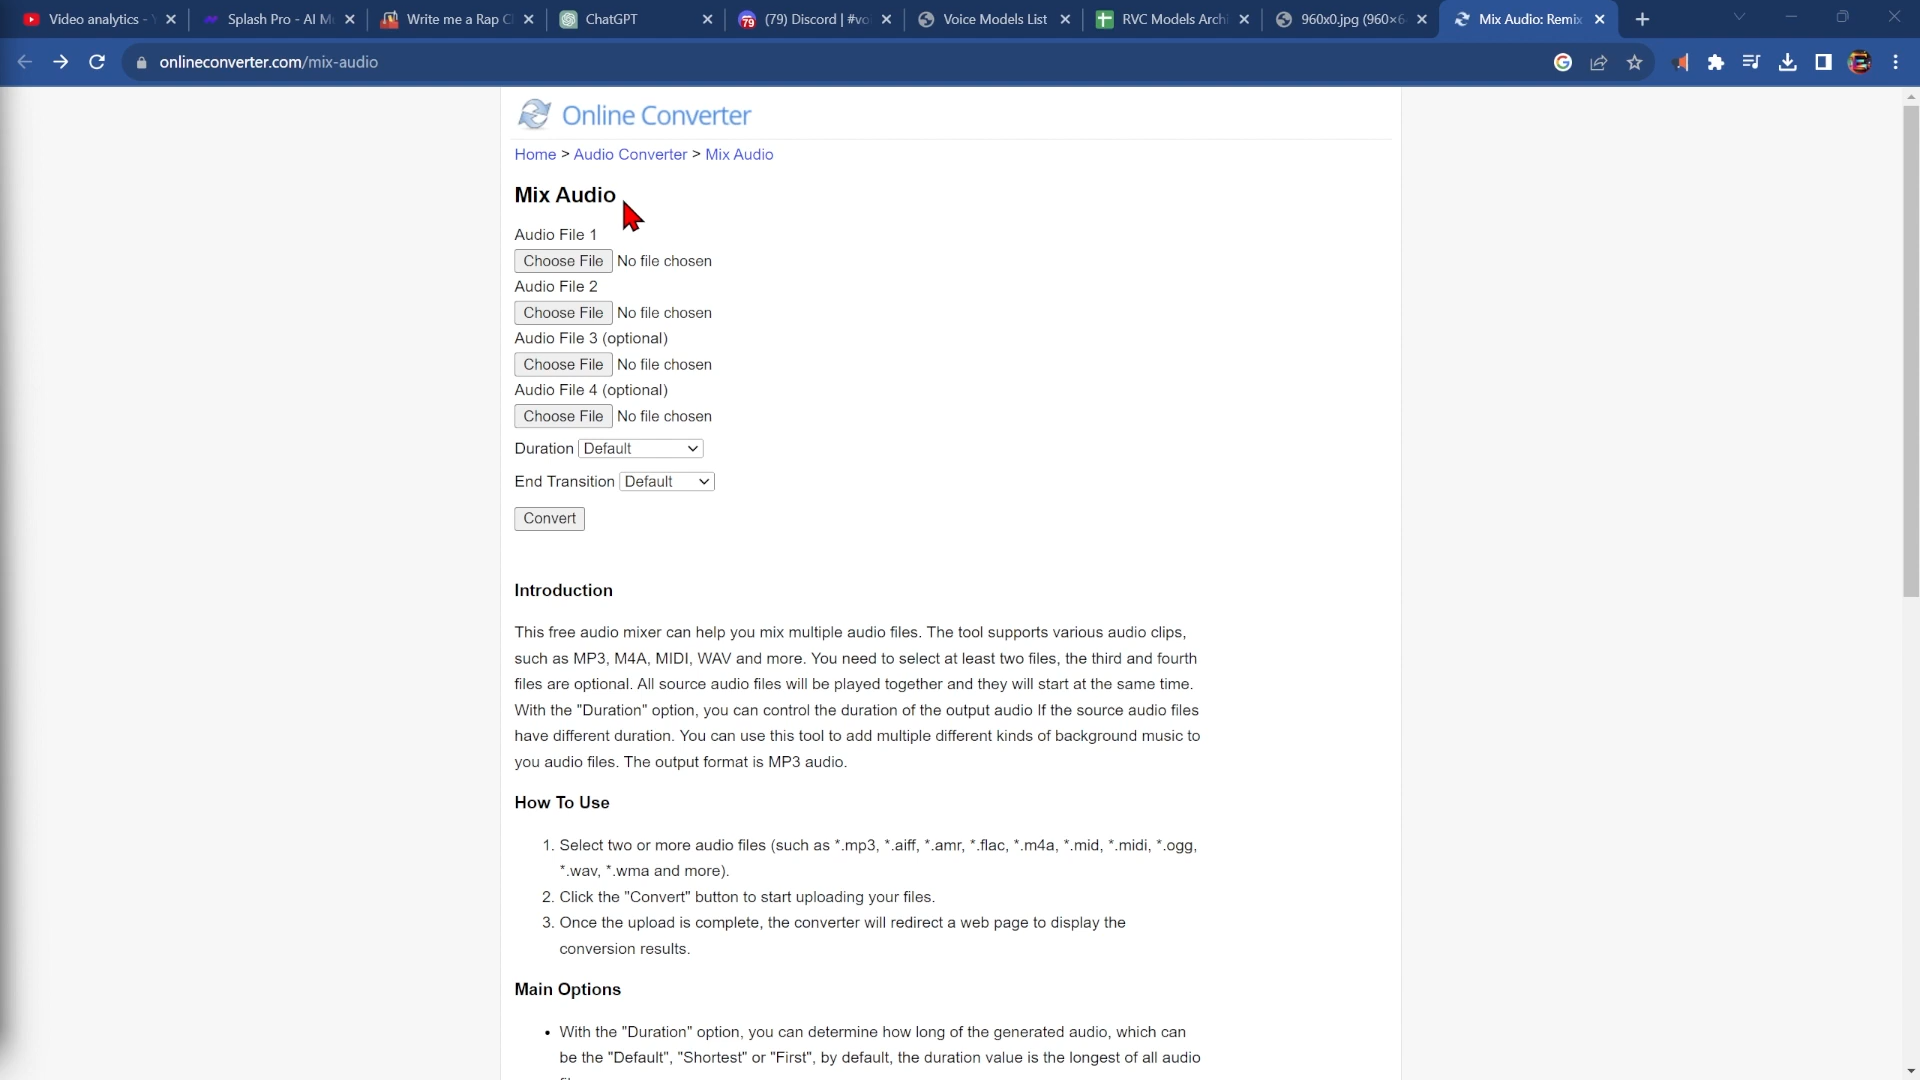 Video analytics - Y
Splash Pro - AI M
Write me a Rap C
ChatGPT
(79) Discord | #voi
Voice Models List
RVC Models Archi
960x0.jpg (960×6
Mix Audio: Remix
onlineconverter.com/mix-audio
Online Converter
Home > Audio Converter > Mix Audio
Mix Audio
Audio File 1
Choose File No file chosen
Audio File 2
Choose File No file chosen
Audio File 3 (optional)
Choose File No file chosen
Audio File 4 (optional)
Choose File No file chosen
Duration Default
End Transition Default
Convert
Introduction
This free audio mixer can help you mix multiple audio files. The tool supports various audio clips,
such as MP3, M4A, MIDI, WAV and more. You need to select at least two files, the third and fourth
files are optional. All source audio files will be played together and they will start at the same time.
With the "Duration" option, you can control the duration of the output audio If the source audio files
have different duration. You can use this tool to add multiple different kinds of background music to
you audio files. The output format is MP3 audio.
How To Use
1. Select two or more audio files (such as *.mp3, *.aiff, *.amr, *.flac, *.m4a, *.mid, *.midi, *.ogg,
*.wav, *.wma and more).
2. Click the "Convert" button to start uploading your files.
3. Once the upload is complete, the converter will redirect a web page to display the
conversion results.
Main Options
• With the "Duration" option, you can determine how long of the generated audio, which can
be the "Default", "Shortest" or "First", by default, the duration value is the longest of all audio